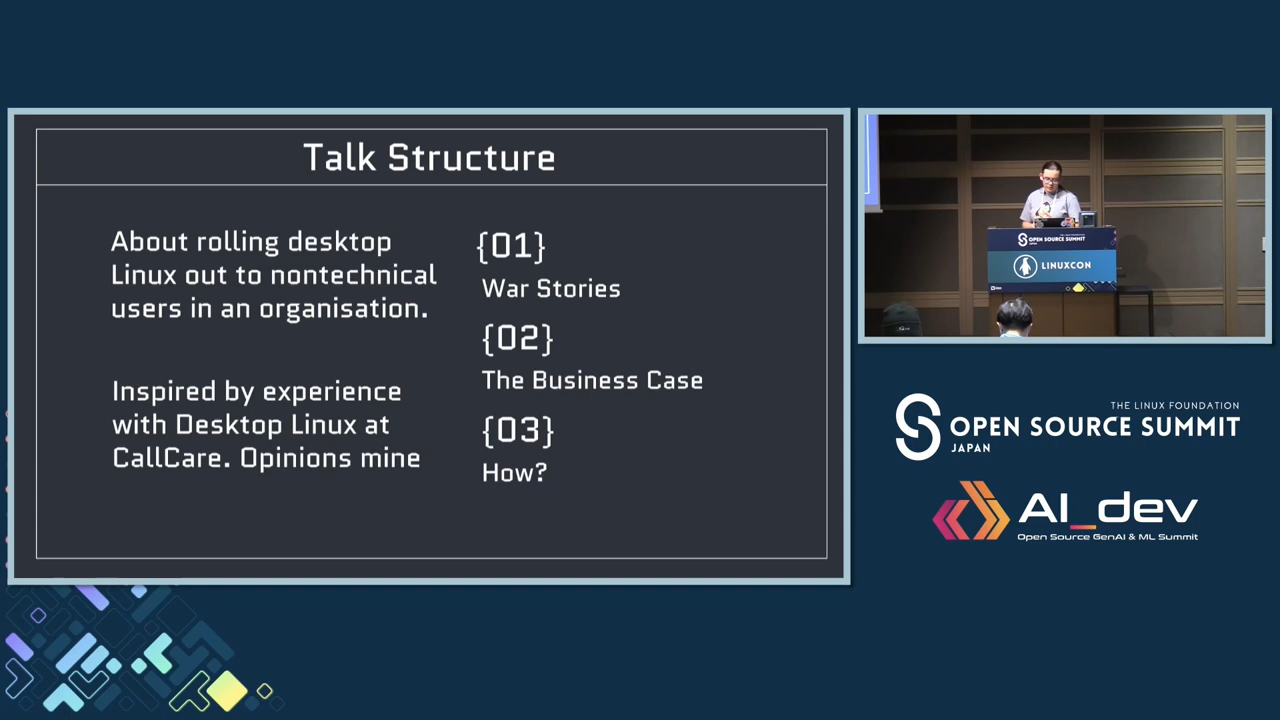 Talk Structure
About rolling desktop
Linux out to nontechnical
users in an organisation.
Inspired by experience
with Desktop Linux at
CallCare. Opinions mine
{01}
War Stories
{02}
The Business Case
{03}
How?
OPEN SOURCE SUMMIT
LINUXCON
THE LINUX FOUNDATION
OPEN SOURCE SUMMIT
JAPAN
AI_dev
Open Source GenAI & ML Summit